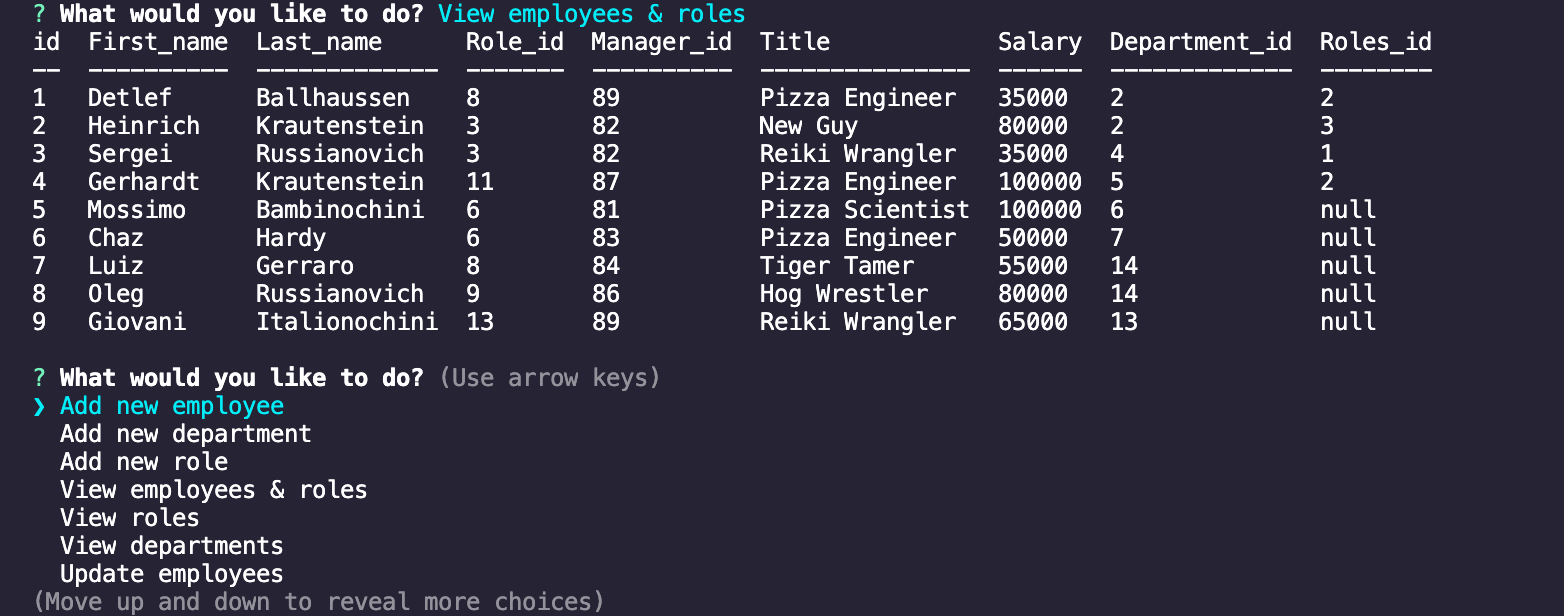 ? What would you like to do? View employees & roles
id  First_name  Last_name      Role_id  Manager_id  Title            Salary  Department_id  Roles_id
--  ----------  -------------  -------  ----------  ---------------  ------  -------------  --------
1   Detlef      Ballhaussen    8        89          Pizza Engineer   35000   2              2
2   Heinrich    Krautenstein   3        82          New Guy          80000   2              3
3   Sergei      Russianovich   3        82          Reiki Wrangler   35000   4              1
4   Gerhardt    Krautenstein   11       87          Pizza Engineer   100000  5              2
5   Mossimo     Bambinochini   6        81          Pizza Scientist  100000  6              null
6   Chaz        Hardy          6        83          Pizza Engineer   50000   7              null
7   Luiz        Gerraro        8        84          Tiger Tamer      55000   14             null
8   Oleg        Russianovich   9        86          Hog Wrestler     80000   14             null
9   Giovani     Italionochini  13       89          Reiki Wrangler   65000   13             null
? What would you like to do? (Use arrow keys)
❯ Add new employee
  Add new department
  Add new role
  View employees & roles
  View roles
  View departments
  Update employees
(Move up and down to reveal more choices)